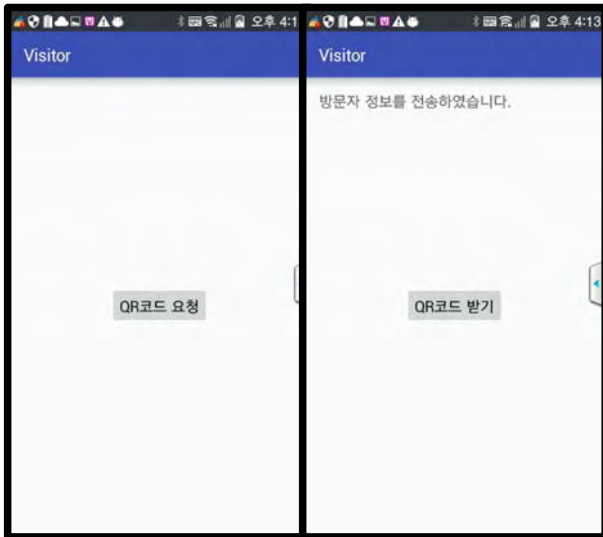 오후 4:1
Visitor
QR코드 요청
오후 4:13
Visitor
방문자 정보를 전송하였습니다.
QR코드 받기